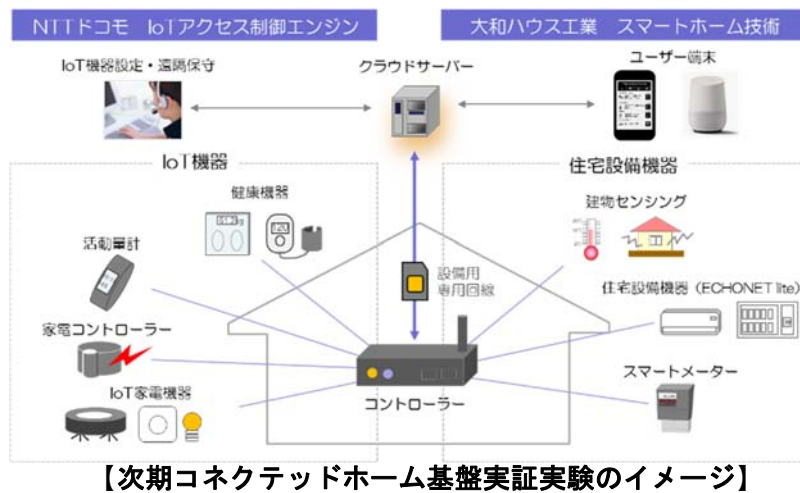 NTTドコモ IoTアクセス制御エンジン
大和ハウス工業 スマートホーム技術
IoT機器設定・遠隔保守
クラウドサーバー
ユーザー端末
IoT機器
住宅設備機器
健康機器
建物センシング
活動量計
設備用
専用回線
住宅設備機器（ECHONET lite）
家電コントローラー
スマートメーター
IoT家電機器
コントローラー
【次期コネクテッドホーム基盤実証実験のイメージ】